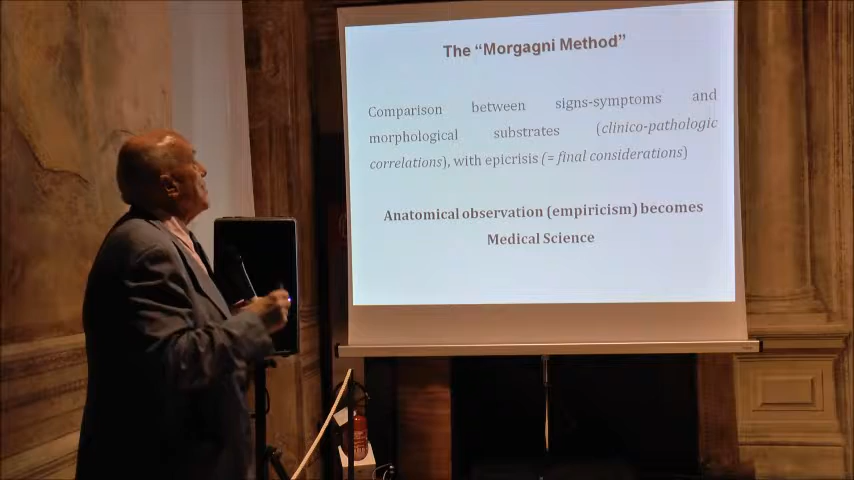 The “Morgagni Method”
Comparison between signs-symptoms and
morphological substrates (clinico-pathologic
correlations), with epicrisis (= final considerations)
Anatomical observation (empiricism) becomes
Medical Science